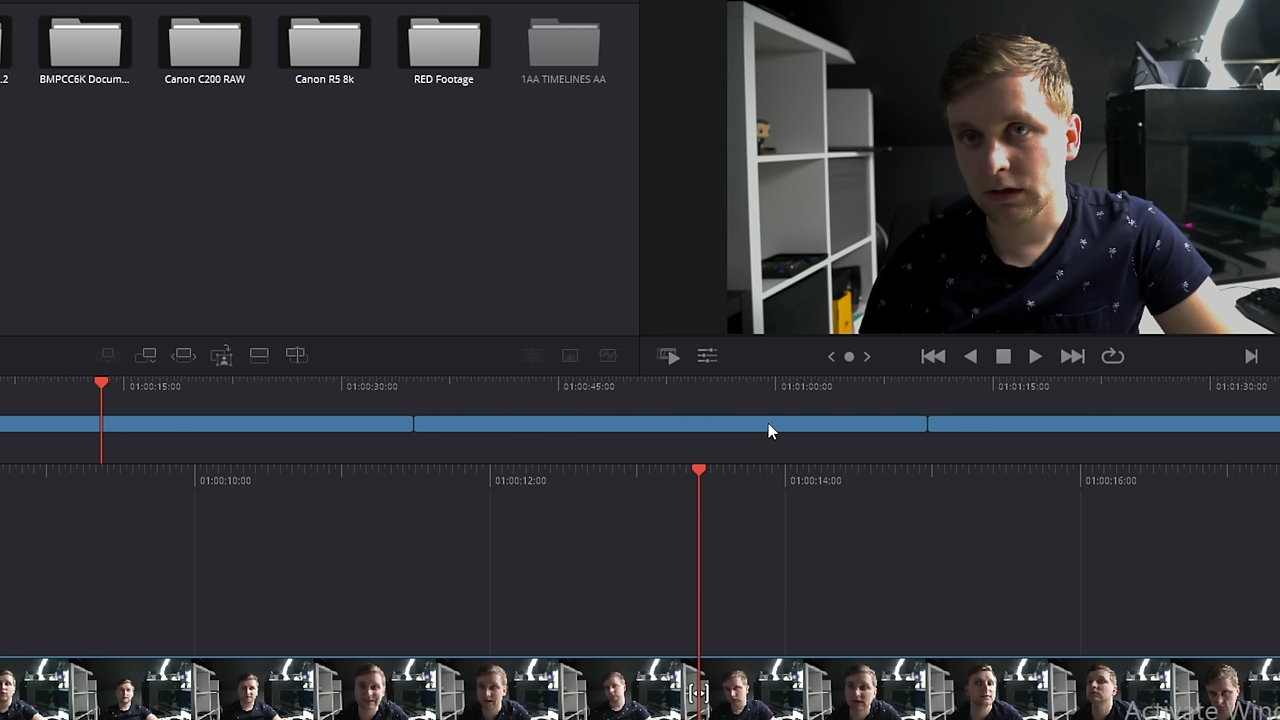 .2
BMPCC6K Docum...
Canon C200 RAW
Canon R5 8k
RED Footage
1AA TIMELINES AA
01:00:15:00
01:00:30:00
01:00:45:00
01:01:00:00
01:01:15:00
01:01:30:00
01:00:10:00
01:00:12:00
01:00:14:00
01:00:16:00
Activate Wind